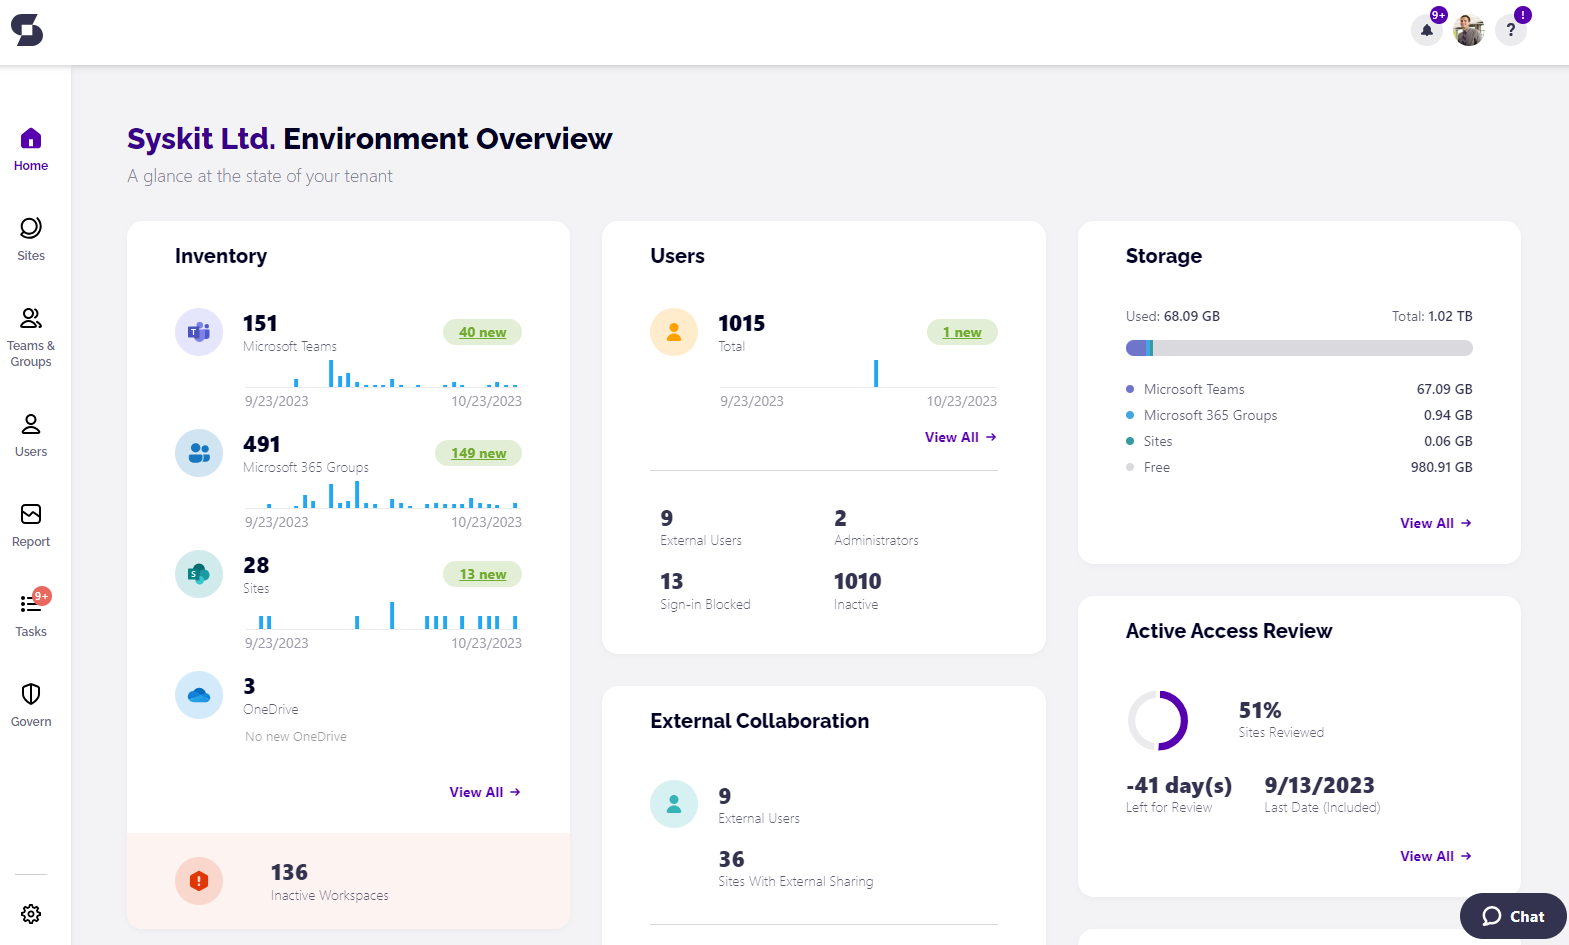 9+
!
?
Home
Sites
Teams &
Groups
Users
Report
9+
Tasks
Govern
Syskit Ltd. Environment Overview
A glance at the state of your tenant
Inventory
151
40 new
Microsoft Teams
9/23/2023
10/23/2023
491
149 new
Microsoft 365 Groups
9/23/2023
10/23/2023
28
13 new
Sites
9/23/2023
10/23/2023
3
OneDrive
No new OneDrive
View All →
136
Inactive Workspaces
Users
1015
1 new
Total
9/23/2023
10/23/2023
View All →
9
External Users
2
Administrators
13
Sign-in Blocked
1010
Inactive
External Collaboration
9
External Users
36
Sites With External Sharing
Storage
Used: 68.09 GB
Total: 1.02 TB
Microsoft Teams 67.09 GB
Microsoft 365 Groups 0.94 GB
Sites 0.06 GB
Free 980.91 GB
View All →
Active Access Review
51%
Sites Reviewed
-41 day(s)
Left for Review
9/13/2023
Last Date (Included)
View All →
Chat